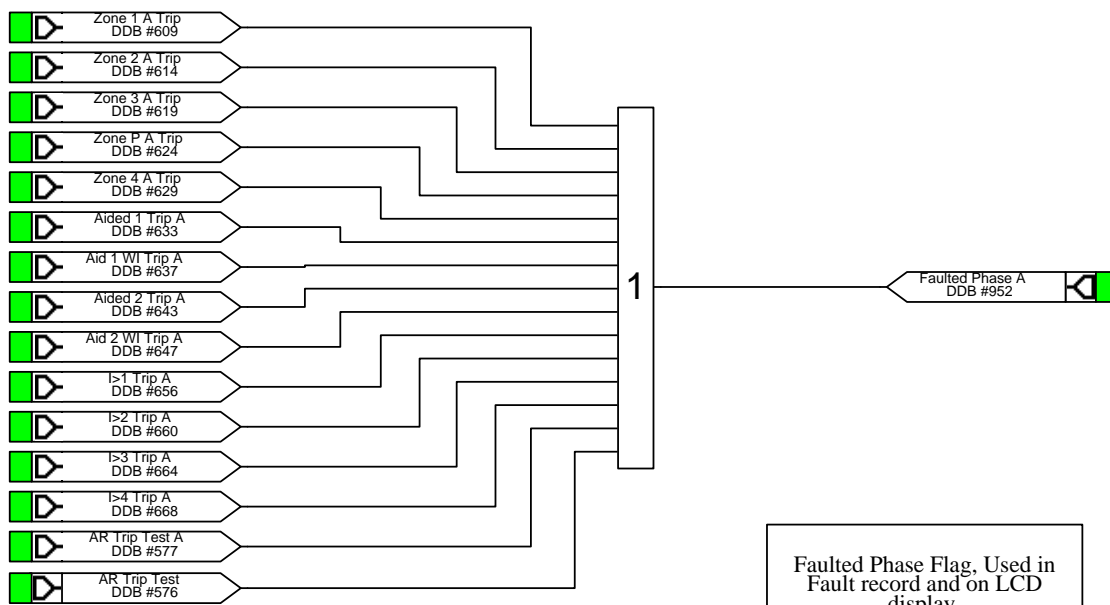 Zone 1 A Trip
DDB #609
Zone 2 A Trip
DDB #614
Zone 3 A Trip
DDB #619
Zone P A Trip
DDB #624
Zone 4 A Trip
DDB #629
Aided 1 Trip A
DDB #633
Aid 1 WI Trip A
DDB #637
Aided 2 Trip A
DDB #643
Aid 2 WI Trip A
DDB #647
I>1 Trip A
DDB #656
I>2 Trip A
DDB #660
I>3 Trip A
DDB #664
I>4 Trip A
DDB #668
AR Trip Test A
DDB #577
AR Trip Test
DDB #576
1
Faulted Phase A
DDB #952
Faulted Phase Flag, Used in
Fault record and on LCD
display